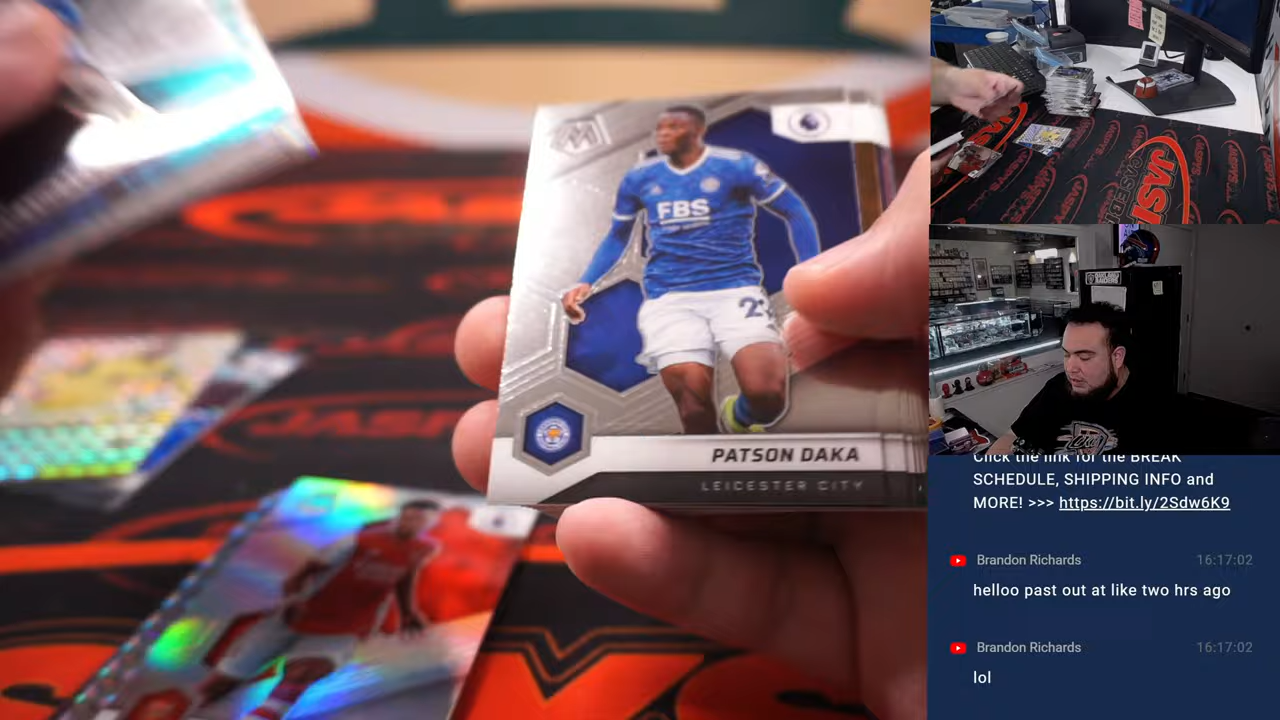 M
FBS
2
PATSON DAKA
LEICESTER CITY
JASPYS
Click the link for the BREAK
SCHEDULE, SHIPPING INFO and
MORE! >>> https://bit.ly/2Sdw6K9
Brandon Richards 16:17:02
helloo past out at like two hrs ago
Brandon Richards 16:17:02
lol